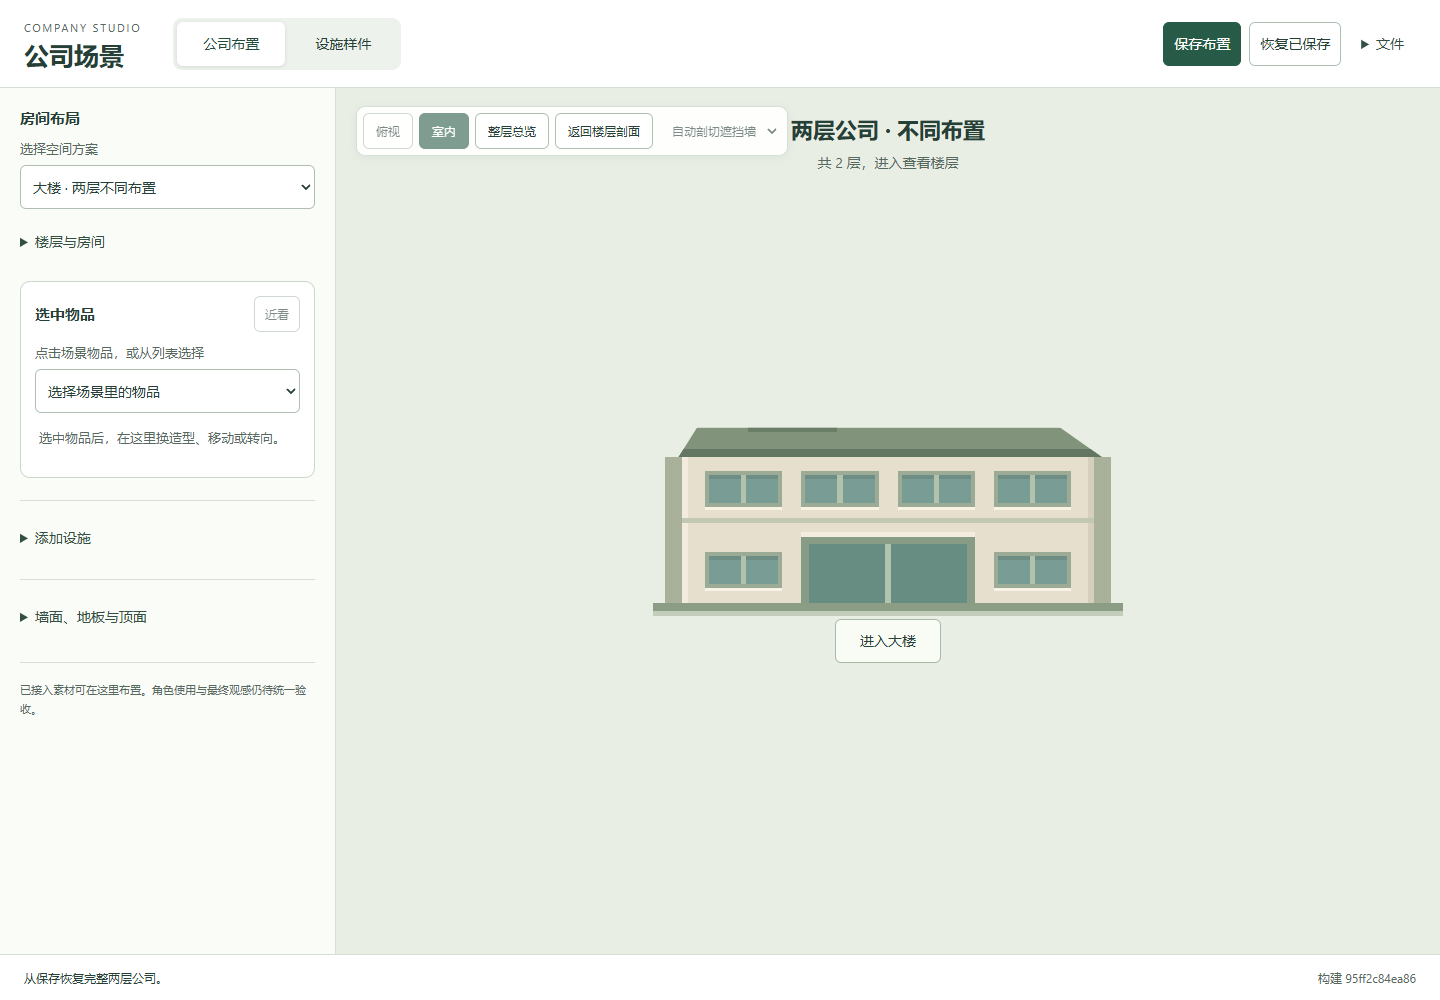 COMPANY STUDIO
公司场景
公司布置
设施样件
保存布置
恢复已保存
▶ 文件
房间布局
选择空间方案
大楼 · 两层不同布置
▶ 楼层与房间
选中物品
近看
点击场景物品，或从列表选择
选择场景里的物品
选中物品后，在这里换造型、移动或转向。
▶ 添加设施
▶ 墙面、地板与顶面
已接入素材可在这里布置。角色使用与最终观感仍待统一验
收。
俯视
室内
整层总览
返回楼层剖面
自动剖切遮挡墙
两层公司 · 不同布置
共 2 层，进入查看楼层
进入大楼
从保存恢复完整两层公司。
构建 95ff2c84ea86